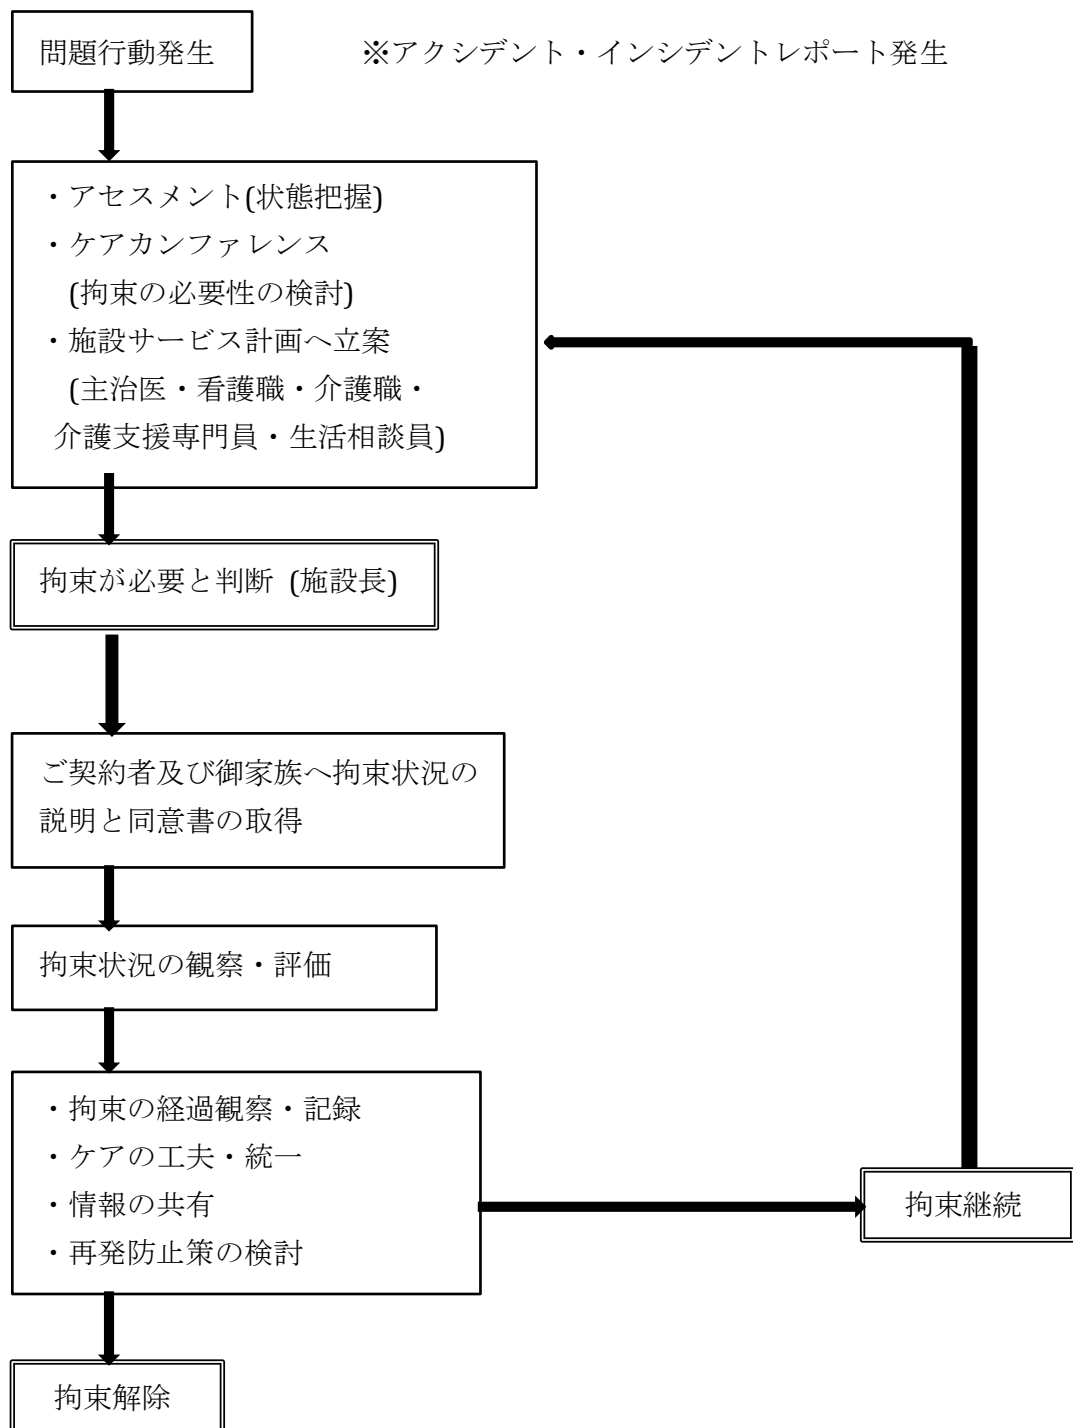 問題行動発生
※アクシデント・インシデントレポート発生
・アセスメント(状態把握)
・ケアカンファレンス
(拘束の必要性の検討)
・施設サービス計画へ立案
(主治医・看護職・介護職・
介護支援専門員・生活相談員)
拘束が必要と判断 (施設長)
ご契約者及び御家族へ拘束状況の
説明と同意書の取得
拘束状況の観察・評価
・拘束の経過観察・記録
・ケアの工夫・統一
・情報の共有
・再発防止策の検討
拘束継続
拘束解除